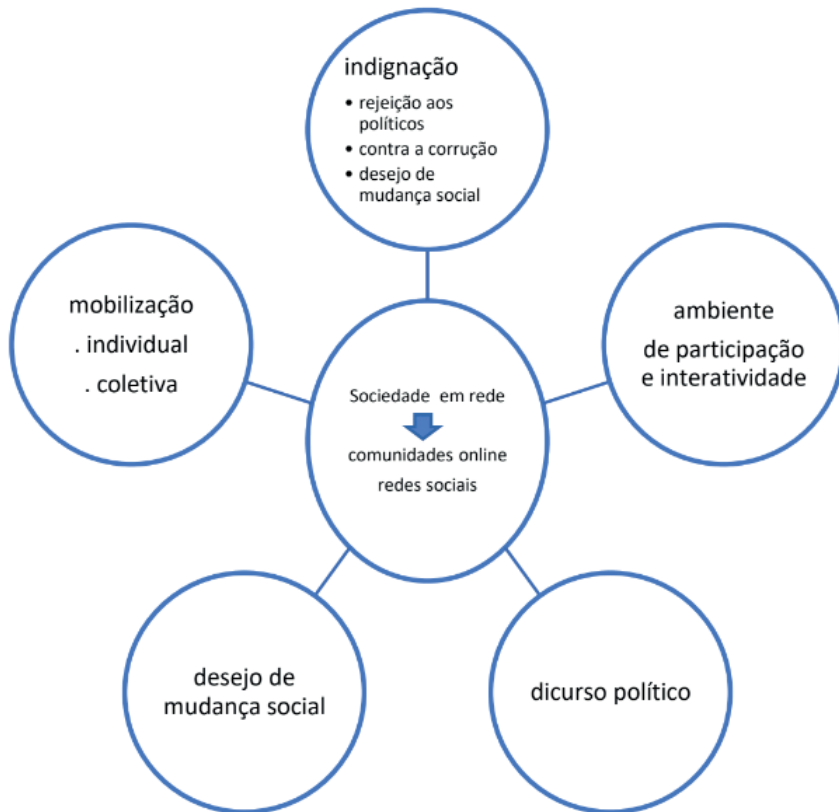 indignação
• rejeição aos
políticos
• contra a corrução
• desejo de
mudança social
mobilização
. individual
. coletiva
ambiente
de participação
e interatividade
Sociedade em rede
comunidades online
redes sociais
desejo de
mudança social
dicurso político